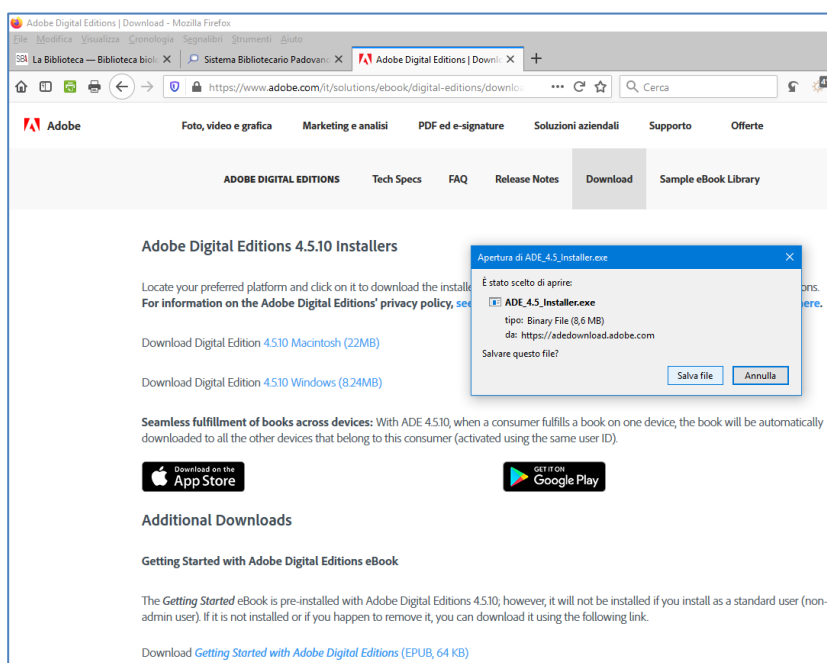 Adobe Digital Editions | Download - Mozilla Firefox
File Modifica Visualizza Cronologia Segnalibri Strumenti Aiuto
SBA La Biblioteca — Biblioteca biolo
Sistema Bibliotecario Padovano
Adobe Digital Editions | Downlo
https://www.adobe.com/it/solutions/ebook/digital-editions/downlo
Cerca
Adobe
Foto, video e grafica Marketing e analisi PDF ed e-signature Soluzioni aziendali Supporto Offerte
ADOBE DIGITAL EDITIONS Tech Specs FAQ Release Notes Download Sample eBook Library
Adobe Digital Editions 4.5.10 Installers
Locate your preferred platform and click on it to download the installe
ons.
For information on the Adobe Digital Editions' privacy policy, see
here.
Download Digital Edition 4.5.10 Macintosh (22MB)
Download Digital Edition 4.5.10 Windows (8.24MB)
Apertura di ADE_4.5_Installer.exe
È stato scelto di aprire:
ADE_4.5_Installer.exe
tipo: Binary File (8,6 MB)
da: https://adedownload.adobe.com
Salvare questo file?
Salva file Annulla
Seamless fulfillment of books across devices: With ADE 4.5.10, when a consumer fulfills a book on one device, the book will be automatically
downloaded to all the other devices that belong to this consumer (activated using the same user ID).
Download on the
App Store
GET IT ON
Google Play
Additional Downloads
Getting Started with Adobe Digital Editions eBook
The Getting Started eBook is pre-installed with Adobe Digital Editions 4.5.10; however, it will not be installed if you install as a standard user (non-
admin user). If it is not installed or if you happen to remove it, you can download it using the following link.
Download Getting Started with Adobe Digital Editions (EPUB, 64 KB)